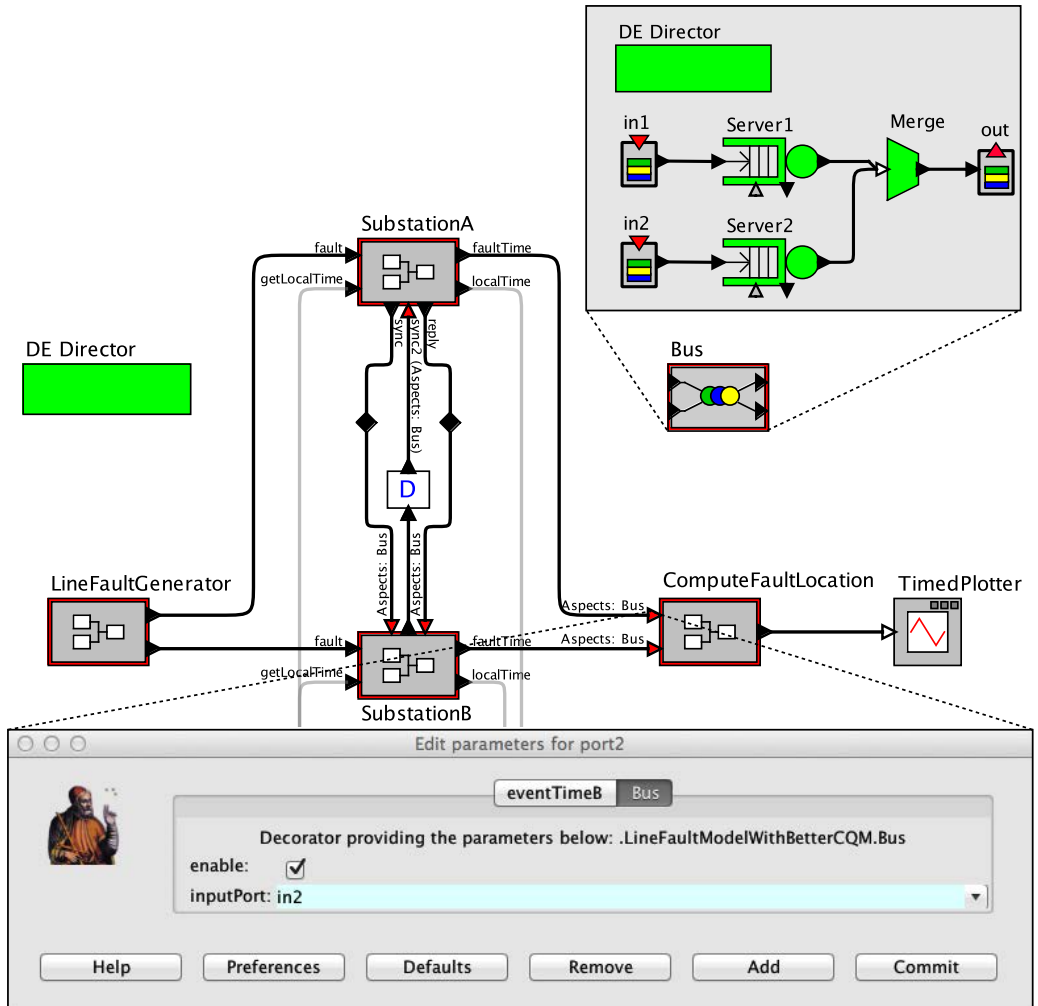 DE Director
in1
Server1
Merge
out
in2
Server2
SubstationA
fault
faultTime
getLocalTime
localTime
sync
sync2 (Aspects: Bus)
reply
DE Director
Bus
D
Aspects: Bus
Aspects: Bus
LineFaultGenerator
ComputeFaultLocation
TimedPlotter
Aspects: Bus
fault
faultTime
Aspects: Bus
getLocalTime
localTime
SubstationB
Edit parameters for port2
eventTimeB
Bus
Decorator providing the parameters below: .LineFaultModelWithBetterCQM.Bus
enable:
inputPort: in2
Help
Preferences
Defaults
Remove
Add
Commit